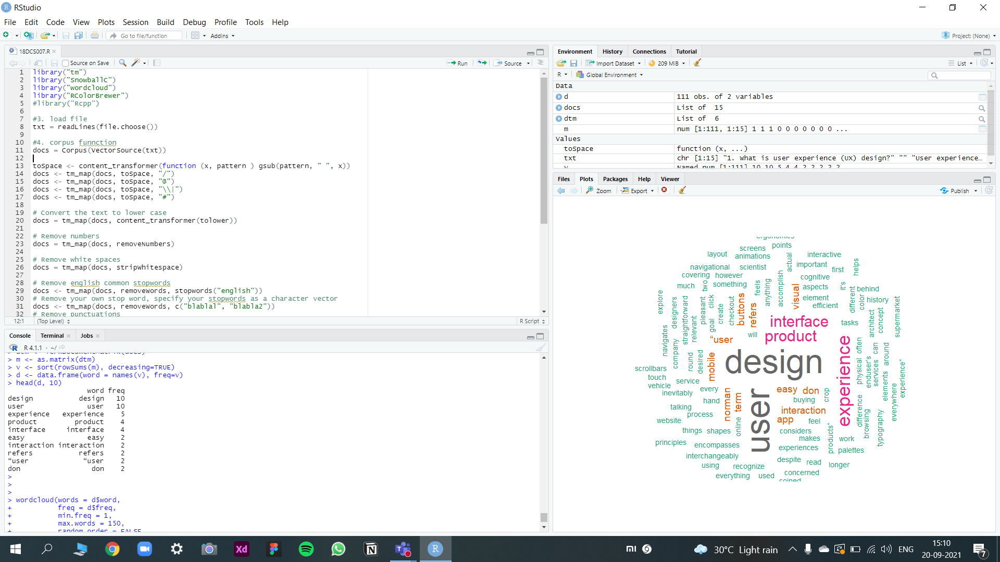 RStudio
File Edit Code View Plots Session Build Debug Profile Tools Help
Go to file/function Addins Project: (None)
18DCS007.R
Source on Save Run Source
1 library("tm")
2 library("SnowballC")
3 library("wordcloud")
4 library("RColorBrewer")
5 #library("Rcpp")
6
7 #3. load file
8 txt = readLines(file.choose())
9
10 #4. corpus funnction
11 docs = Corpus(VectorSource(txt))
12
13 toSpace <- content_transformer(function (x, pattern ) gsub(pattern, " ", x))
14 docs <- tm_map(docs, toSpace, "/")
15 docs <- tm_map(docs, toSpace, "@")
16 docs <- tm_map(docs, toSpace, "\\|")
17 docs <- tm_map(docs, toSpace, "#")
18
19 # Convert the text to lower case
20 docs = tm_map(docs, content_transformer(tolower))
21
22 # Remove numbers
23 docs = tm_map(docs, removeNumbers)
24
25 # Remove white spaces
26 docs = tm_map(docs, stripWhitespace)
27
28 # Remove english common stopwords
29 docs <- tm_map(docs, removeWords, stopwords("english"))
30 # Remove your own stop word, specify your stopwords as a character vector
31 docs <- tm_map(docs, removeWords, c("blabla1", "blabla2"))
32 # Remove punctuations
12:1 (Top Level) R Script
Console Terminal Jobs
R 4.1.1 · ~/
> dtm <- TermDocumentMatrix(docs)
> m <- as.matrix(dtm)
> v <- sort(rowSums(m), decreasing=TRUE)
> d <- data.frame(word = names(v), freq=v)
> head(d, 10)
word freq
design design 10
user user 10
experience experience 5
product product 4
interface interface 4
easy easy 2
interaction interaction 2
refers refers 2
“user “user 2
don don 2
>
>
>
> wordcloud(words = d$word,
+ freq = d$freq,
+ min.freq = 1,
+ max.words = 150,
+ random.order = FALSE
Environment History Connections Tutorial
Import Dataset 209 MiB List
R Global Environment
Data
d 111 obs. of 2 variables
docs List of 15
dtm List of 6
m num [1:111, 1:15] 1 1 1 0 0 0 0 0 0 0 ...
Values
toSpace function (x, ...)
txt chr [1:15] "1. What is user experience (UX) design?" "" "User experience…
v Named num [1:111] 10 10 5 4 4 2 2 2 2 2
Files Plots Packages Help Viewer
Zoom Export Publish
ergonomics
screens points
layout animations actual interactive
navigational scientist important first helps
covering however accomplish cognitive
much two something feels anything visual aspects it's behind
explore designers straightforward pleasant click create checkout buttons refers element efficient different color history supermarket
relevant goal interface tasks architect concept
navigates company “user will product
round desired mobile design experience physical often enduser's services can elements around experience”
scrollbars
touch service
vehicle every
inevitably hand norman term user easy don crop everywhere
talking buying
process interaction difference browsing typography
website online app feel
things shapes considers products”
principles encompasses makes work
interchangeably experiences palettes
using recognize despite read longer
everything used concerned
coined
mi 30°C Light rain ENG 15:10
20-09-2021 7
Xd N R